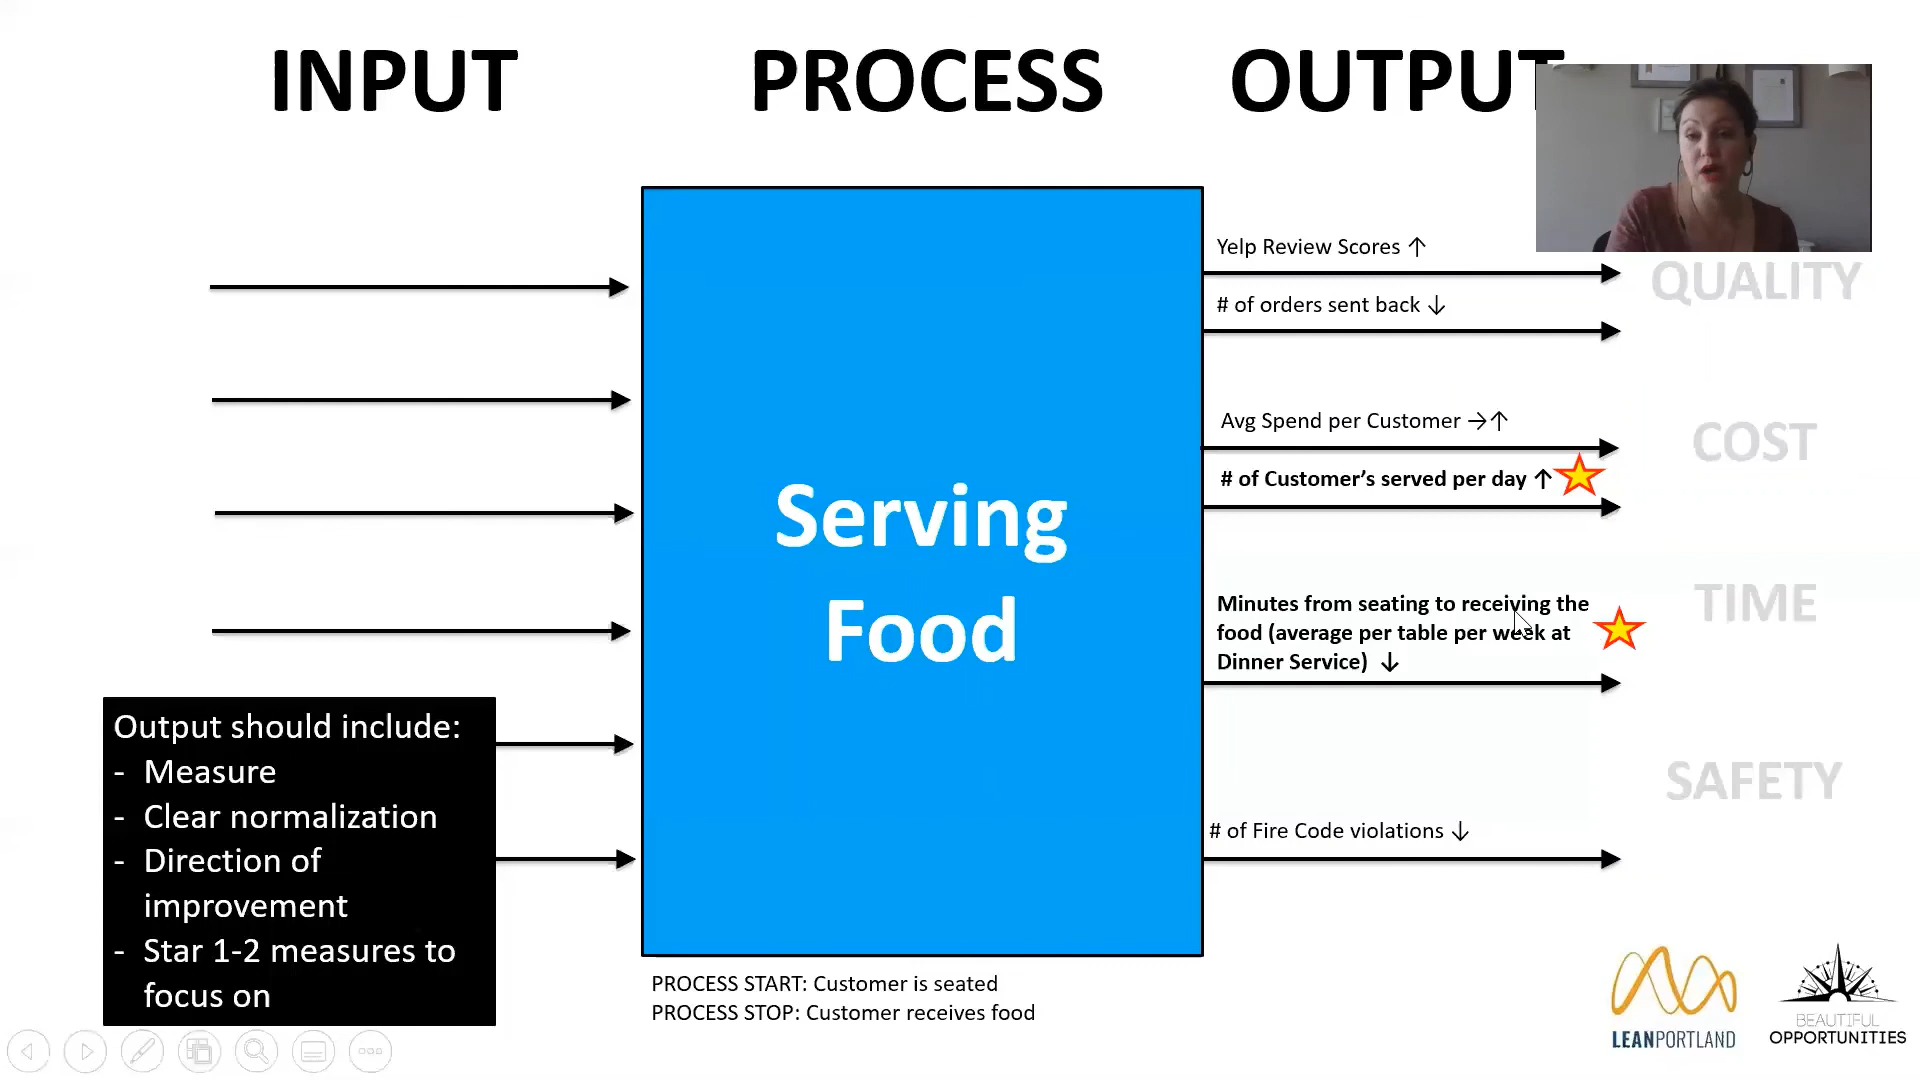 INPUT
PROCESS
OUTPUT
Yelp Review Scores ↑
QUALITY
# of orders sent back ↓
Avg Spend per Customer →↑
COST
# of Customer’s served per day ↑
Serving
Food
Minutes from seating to receiving the
food (average per table per week at
Dinner Service) ↓
TIME
Output should include:
- Measure
- Clear normalization
- Direction of
improvement
- Star 1-2 measures to
focus on
SAFETY
# of Fire Code violations ↓
PROCESS START: Customer is seated
PROCESS STOP: Customer receives food
LEANPORTLAND
BEAUTIFUL
OPPORTUNITIES